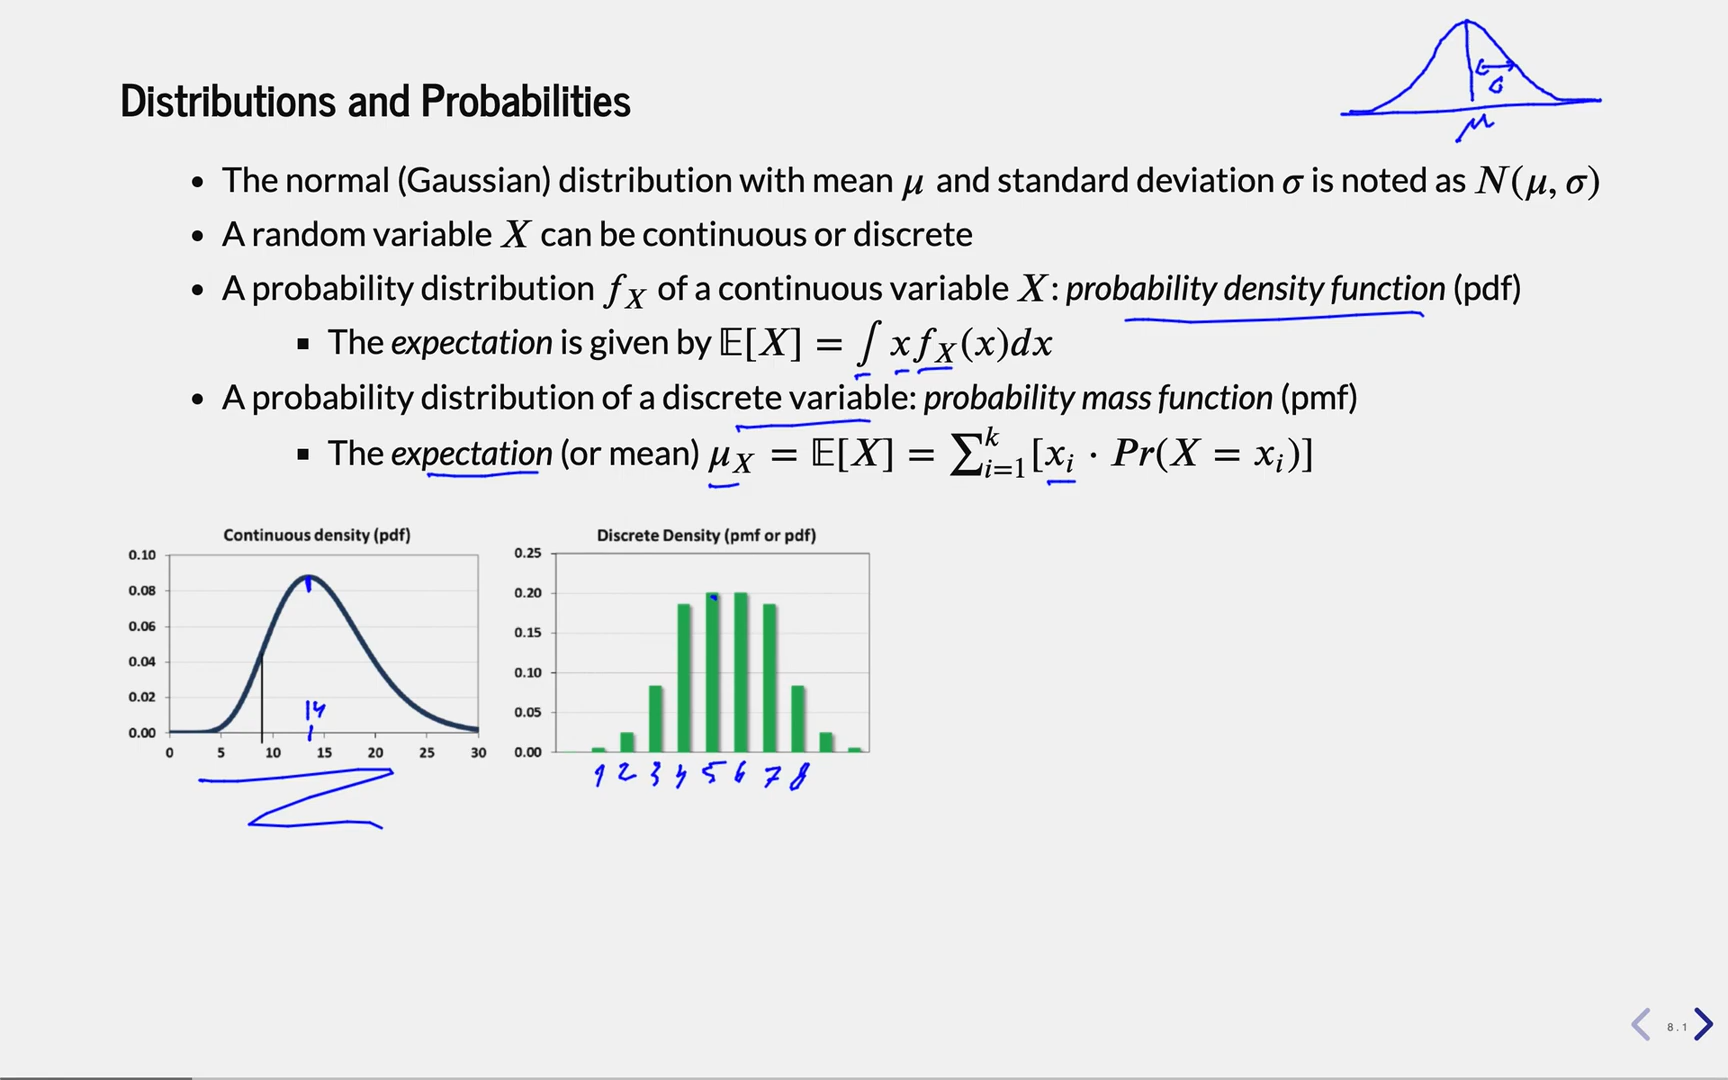 σ
μ
Distributions and Probabilities
• The normal (Gaussian) distribution with mean μ and standard deviation σ is noted as N(μ, σ)
• A random variable X can be continuous or discrete
• A probability distribution f_X of a continuous variable X: probability density function (pdf)
▪ The expectation is given by 𝔼[X] = ∫ x f_X(x)dx
• A probability distribution of a discrete variable: probability mass function (pmf)
▪ The expectation (or mean) μ_X = 𝔼[X] = ∑_{i=1}^k [x_i · Pr(X = x_i)]
Continuous density (pdf)
0.10
0.08
0.06
0.04
0.02
0.00
14
0 5 10 15 20 25 30
Discrete Density (pmf or pdf)
0.25
0.20
0.15
0.10
0.05
0.00
1 2 3 4 5 6 7 8
8.1